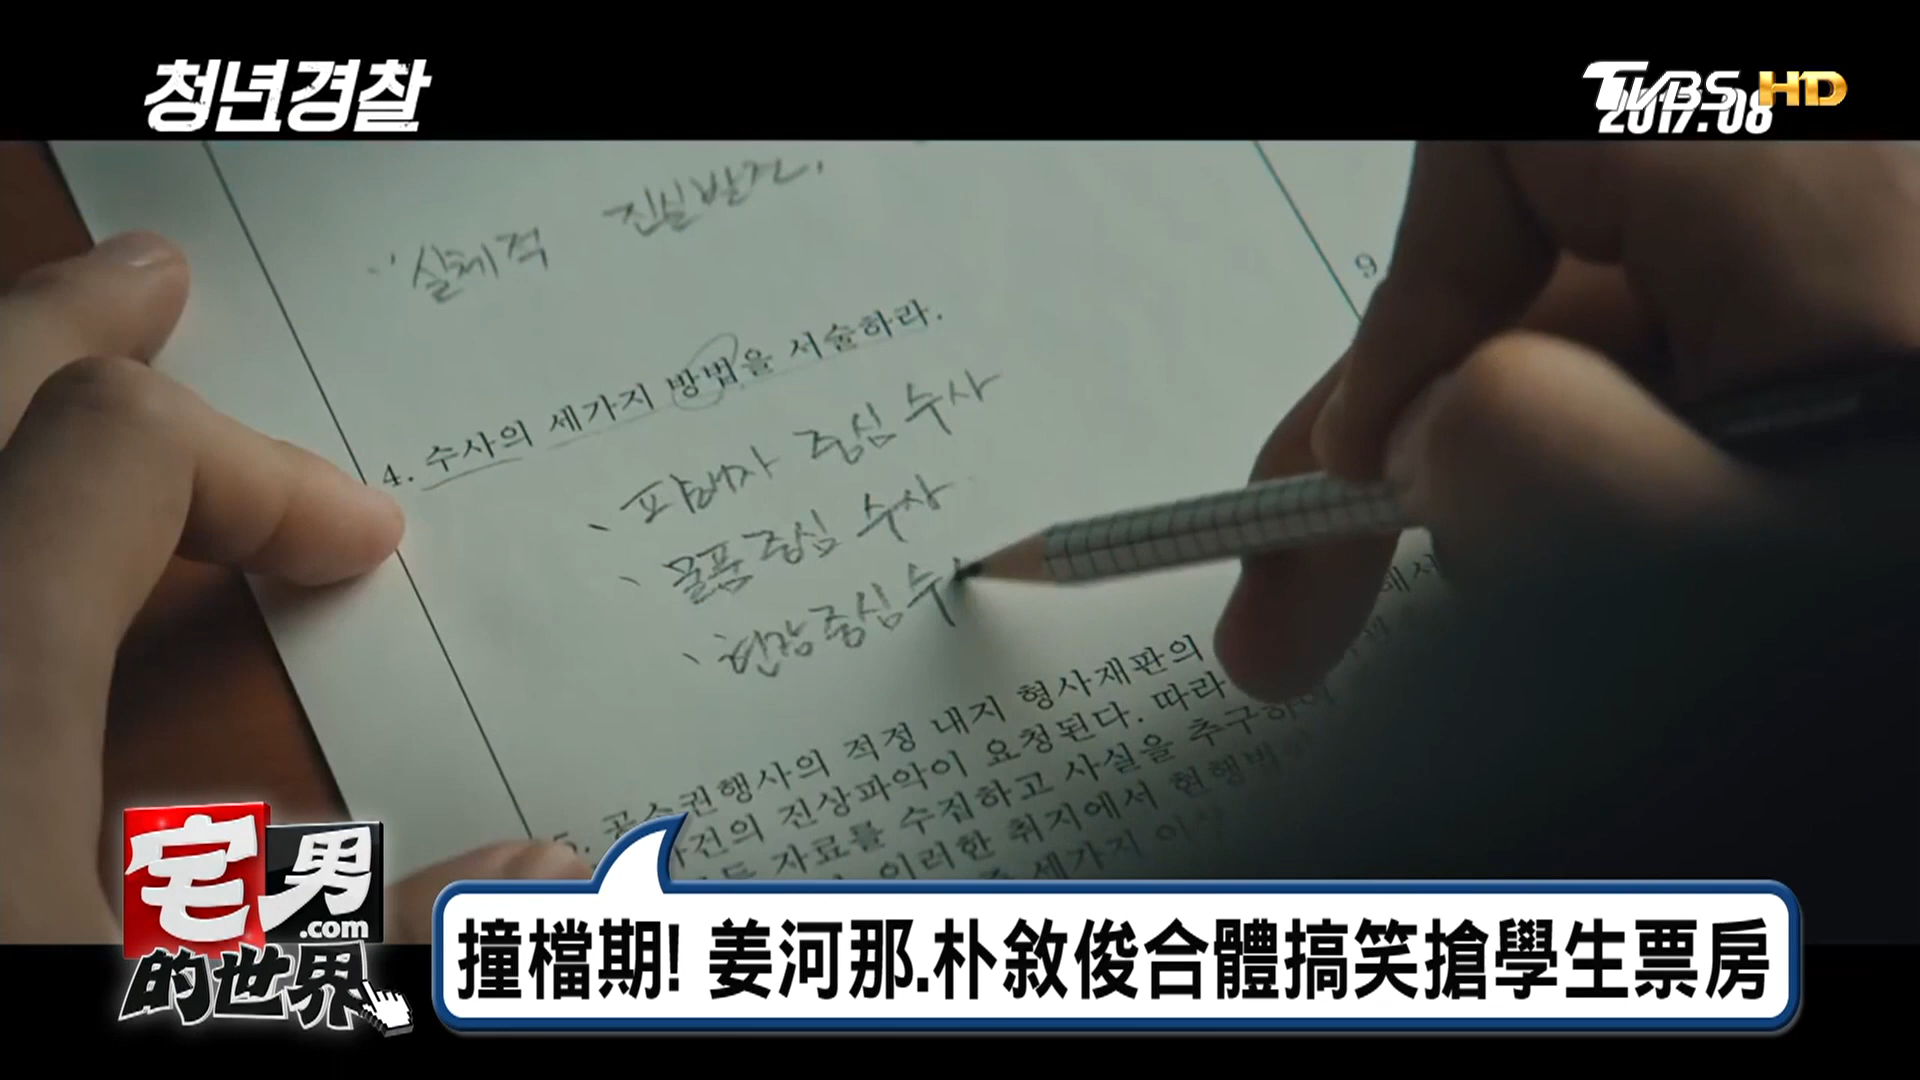 청년경찰
TVBS HD
2017.08
실체적 진실발견.
9
4. 수사의 세가지 방법을 서술하라.
、피해자 중심 수사
、물품 중심 수사
、현장 중심 수
5. 공소권행사의 적정 내지 형사재판의
사건의 진상파악이 요청된다. 따라
자료를 수집하고 사실을 추구하
이러한 취지에서 현행
세가지 이상
宅男.com
的世界
撞檔期! 姜河那.朴敘俊合體搞笑搶學生票房